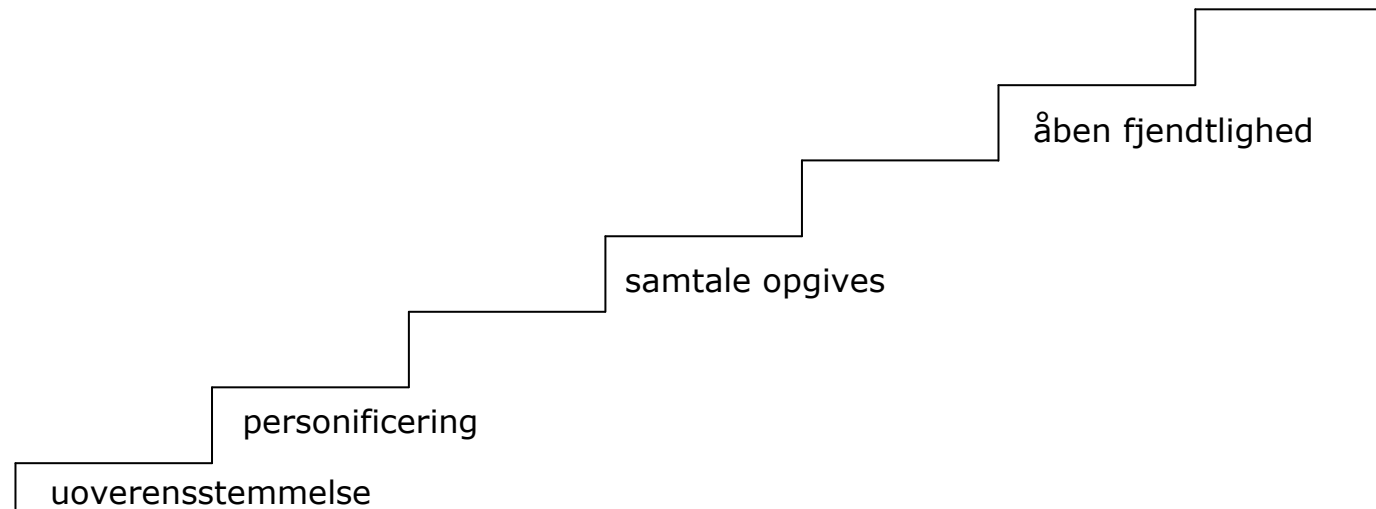 åben fjendtlighed
samtale opgives
personificering
uoverensstemmelse